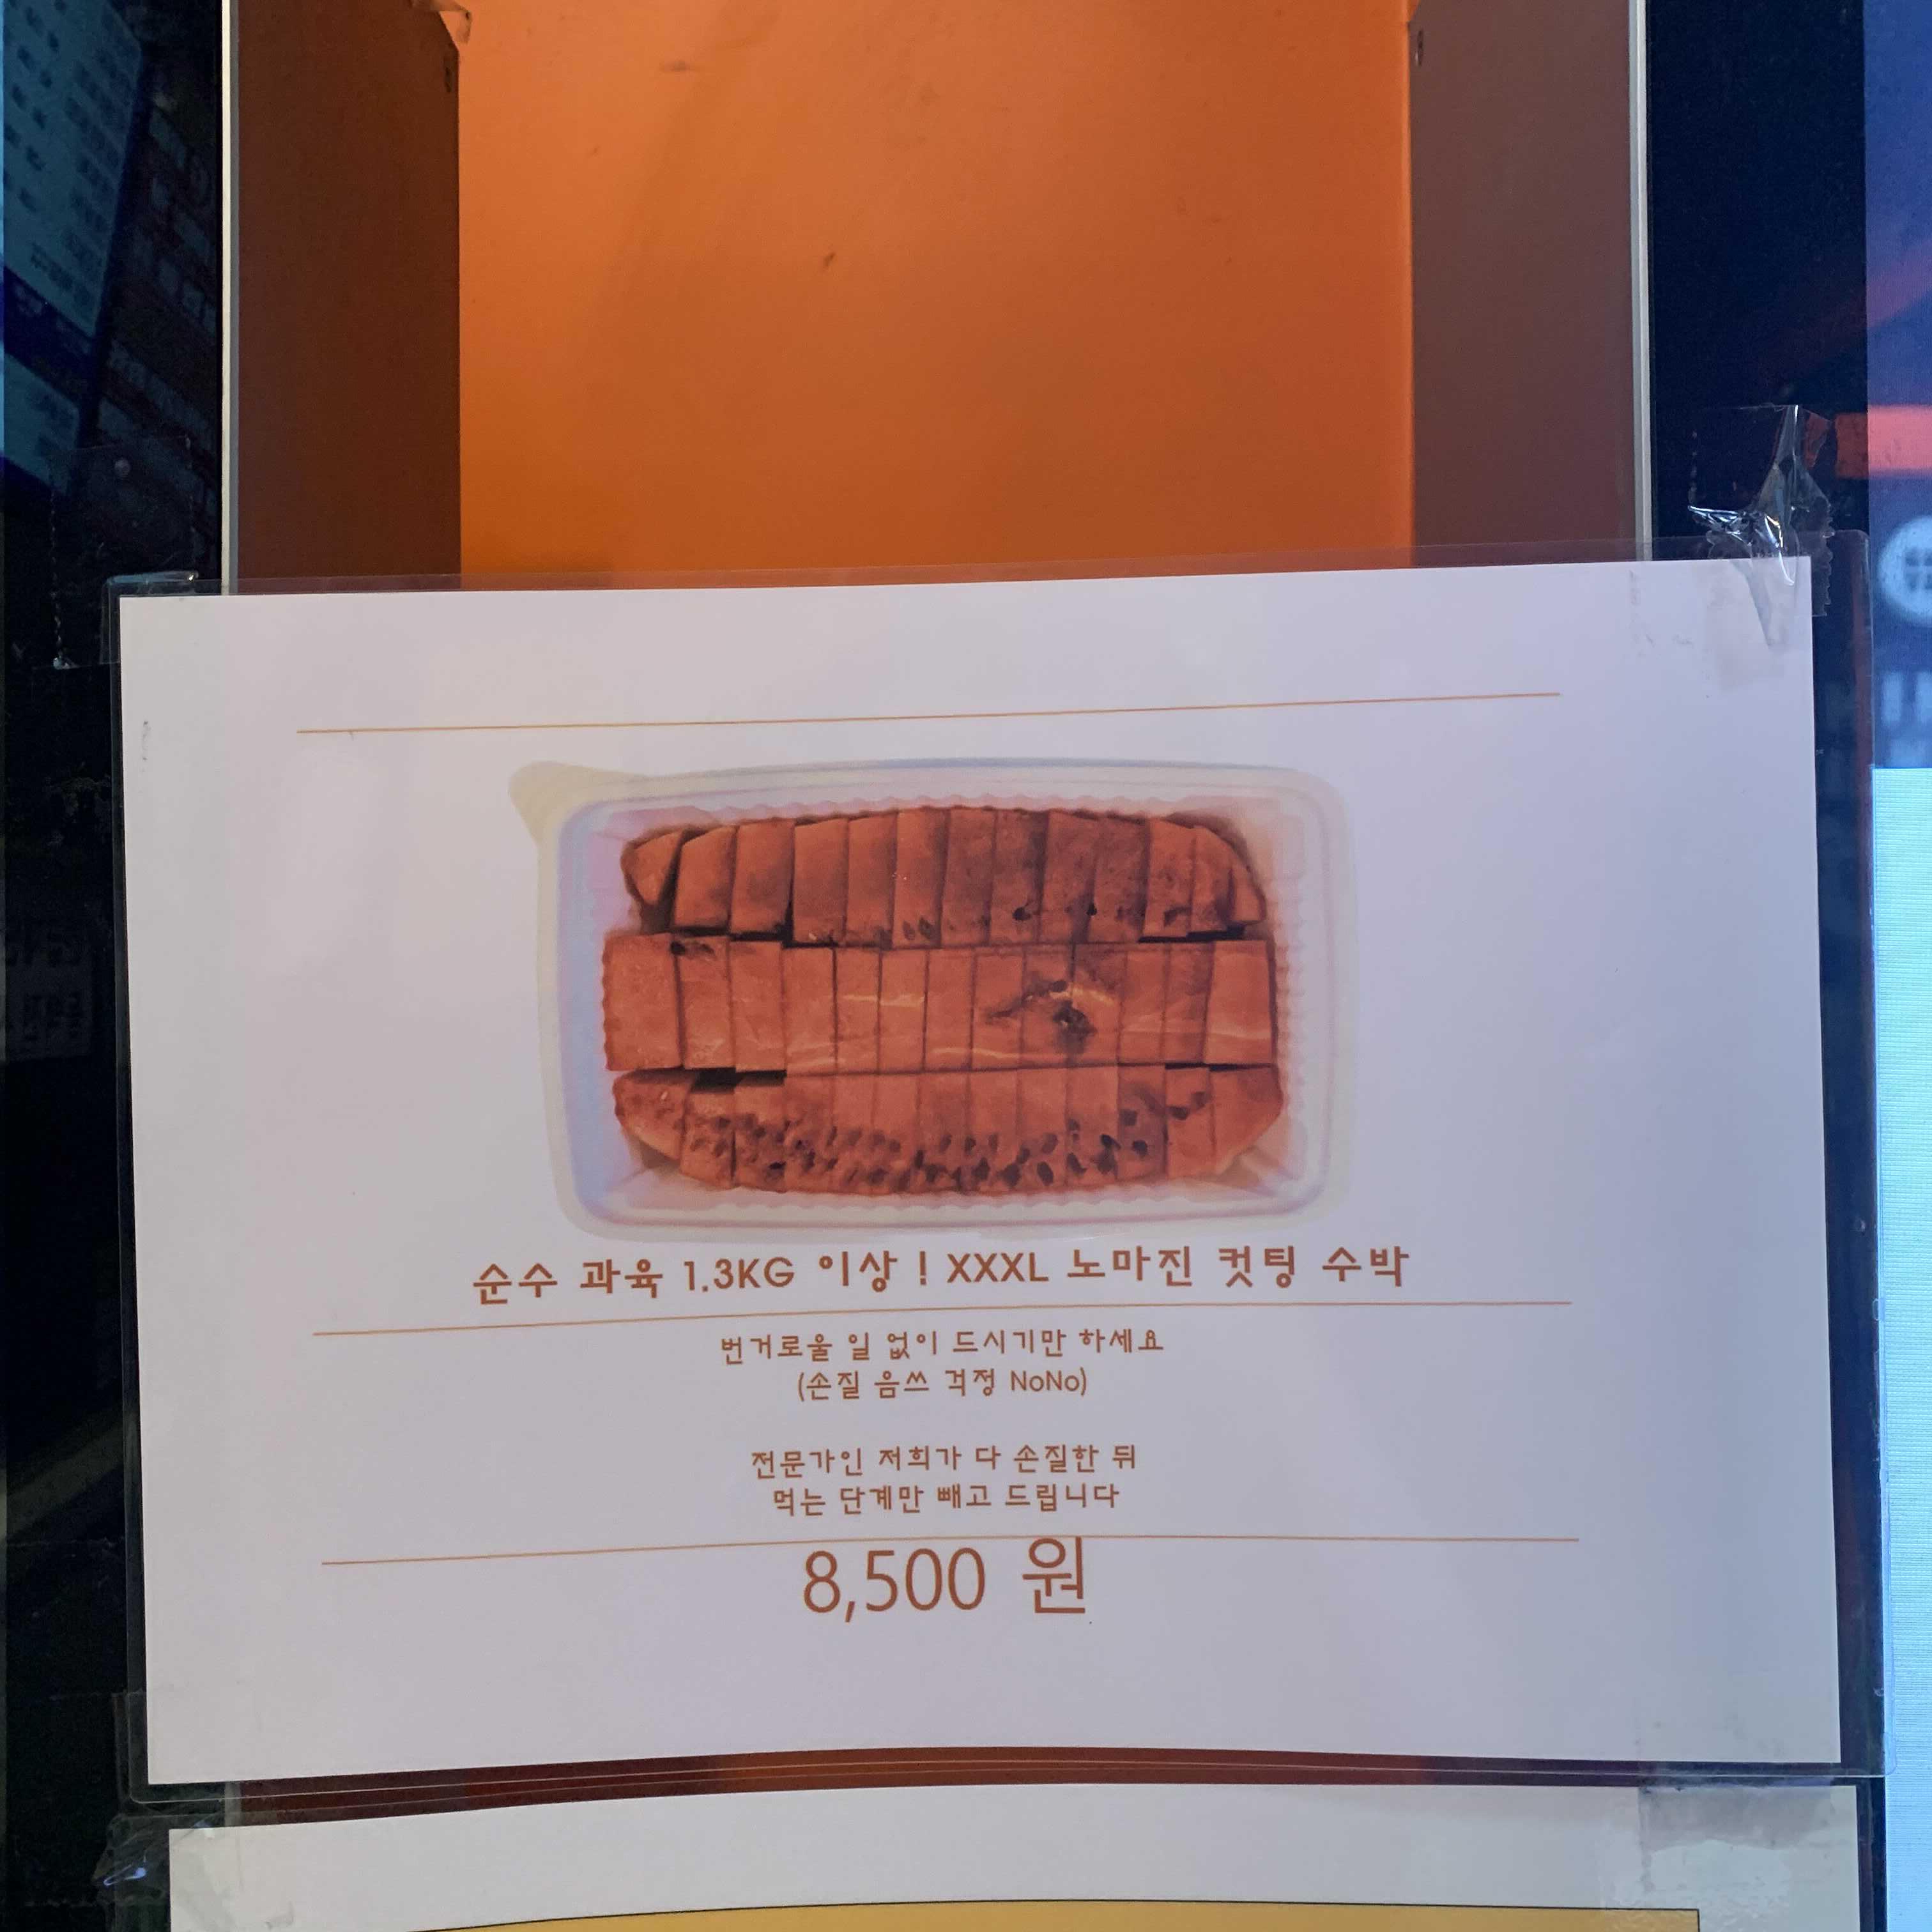 순수 과육 1.3KG 이상 ! XXXL 노마진 컷팅 수박
번거로울 일 없이 드시기만 하세요
(손질 음쓰 걱정 NoNo)
전문가인 저희가 다 손질한 뒤
먹는 단계만 빼고 드립니다
8,500 원